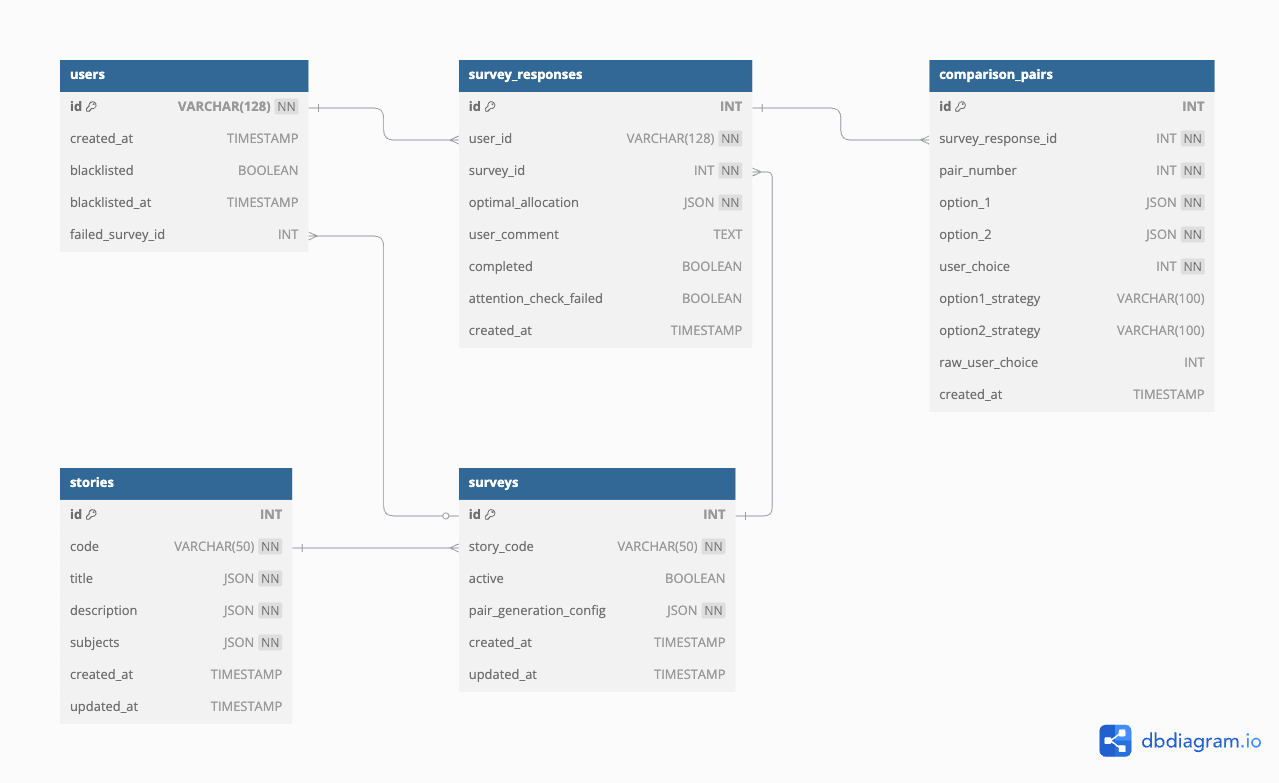 users
id VARCHAR(128) NN
created_at TIMESTAMP
blacklisted BOOLEAN
blacklisted_at TIMESTAMP
failed_survey_id INT
survey_responses
id INT
user_id VARCHAR(128) NN
survey_id INT NN
optimal_allocation JSON NN
user_comment TEXT
completed BOOLEAN
attention_check_failed BOOLEAN
created_at TIMESTAMP
comparison_pairs
id INT
survey_response_id INT NN
pair_number INT NN
option_1 JSON NN
option_2 JSON NN
user_choice INT NN
option1_strategy VARCHAR(100)
option2_strategy VARCHAR(100)
raw_user_choice INT
created_at TIMESTAMP
stories
id INT
code VARCHAR(50) NN
title JSON NN
description JSON NN
subjects JSON NN
created_at TIMESTAMP
updated_at TIMESTAMP
surveys
id INT
story_code VARCHAR(50) NN
active BOOLEAN
pair_generation_config JSON NN
created_at TIMESTAMP
updated_at TIMESTAMP
dbdiagram.io